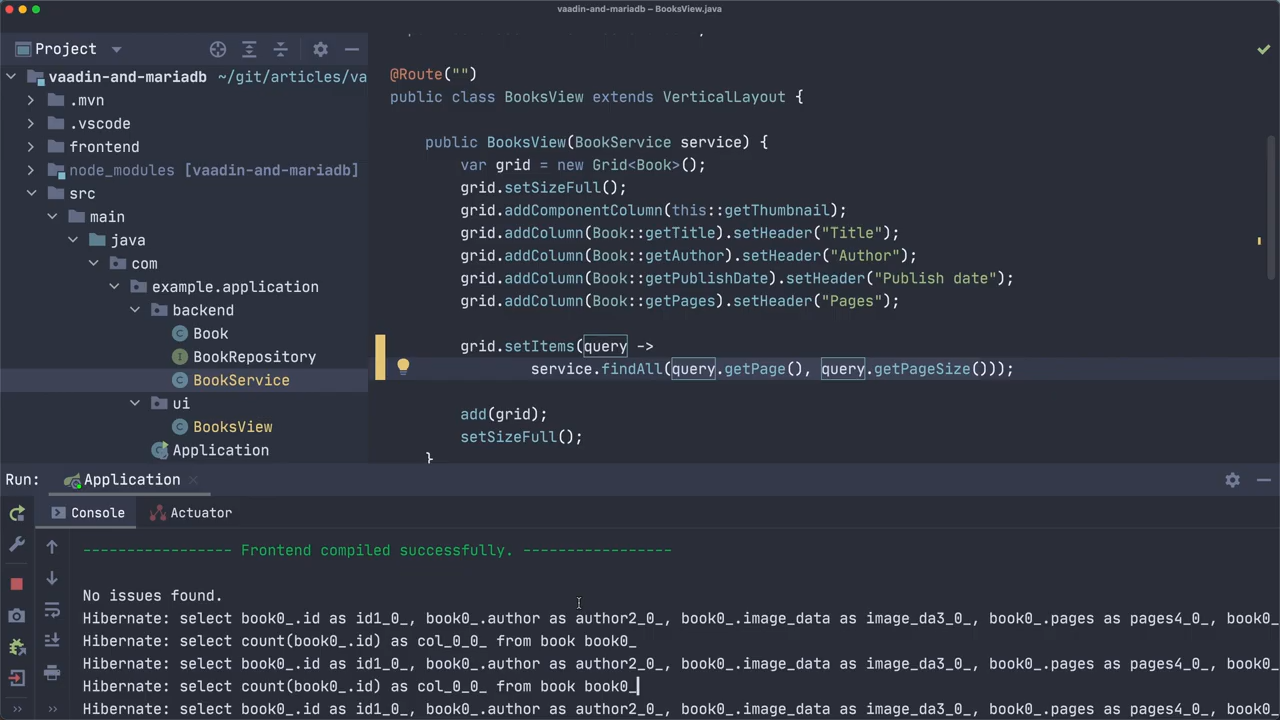 vaadin-and-mariadb – BooksView.java
Project
vaadin-and-mariadb ~/git/articles/va
.mvn
.vscode
frontend
node_modules [vaadin-and-mariadb]
src
main
java
com
example.application
backend
Book
BookRepository
BookService
ui
BooksView
Application
@Route("")
public class BooksView extends VerticalLayout {
public BooksView(BookService service) {
var grid = new Grid<Book>();
grid.setSizeFull();
grid.addComponentColumn(this::getThumbnail);
grid.addColumn(Book::getTitle).setHeader("Title");
grid.addColumn(Book::getAuthor).setHeader("Author");
grid.addColumn(Book::getPublishDate).setHeader("Publish date");
grid.addColumn(Book::getPages).setHeader("Pages");
grid.setItems(query ->
service.findAll(query.getPage(), query.getPageSize()));
add(grid);
setSizeFull();
}
Run: Application
Console Actuator
----------------- Frontend compiled successfully. -----------------
No issues found.
Hibernate: select book0_.id as id1_0_, book0_.author as author2_0_, book0_.image_data as image_da3_0_, book0_.pages as pages4_0_, book0_
Hibernate: select count(book0_.id) as col_0_0_ from book book0_
Hibernate: select book0_.id as id1_0_, book0_.author as author2_0_, book0_.image_data as image_da3_0_, book0_.pages as pages4_0_, book0_
Hibernate: select count(book0_.id) as col_0_0_ from book book0_
Hibernate: select book0_.id as id1_0_, book0_.author as author2_0_, book0_.image_data as image_da3_0_, book0_.pages as pages4_0_, book0_